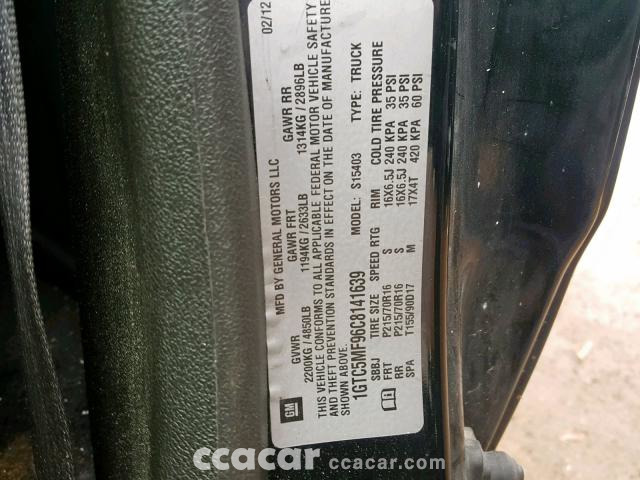 MFD BY GENERAL MOTORS LLC 02/12
GVWR GAWR FRT GAWR RR
2200KG/4850LB 1194KG/2633LB 1314KG/2896LB
THIS VEHICLE CONFORMS TO ALL APPLICABLE FEDERAL MOTOR VEHICLE SAFETY
AND THEFT PREVENTION STANDARDS IN EFFECT ON THE DATE OF MANUFACTURE
SHOWN ABOVE.
1GTC5MF96C8141639 MODEL: S15403 TYPE: TRUCK
SBBJ TIRE SIZE SPEED RTG RIM COLD TIRE PRESSURE
FRT P215/70R16 S 16X6.5J 240 KPA 35 PSI
RR P215/70R16 S 16X6.5J 240 KPA 35 PSI
SPA T155/90D17 M 17X4T 420 KPA 60 PSI
GM
ccacar ccacar.com